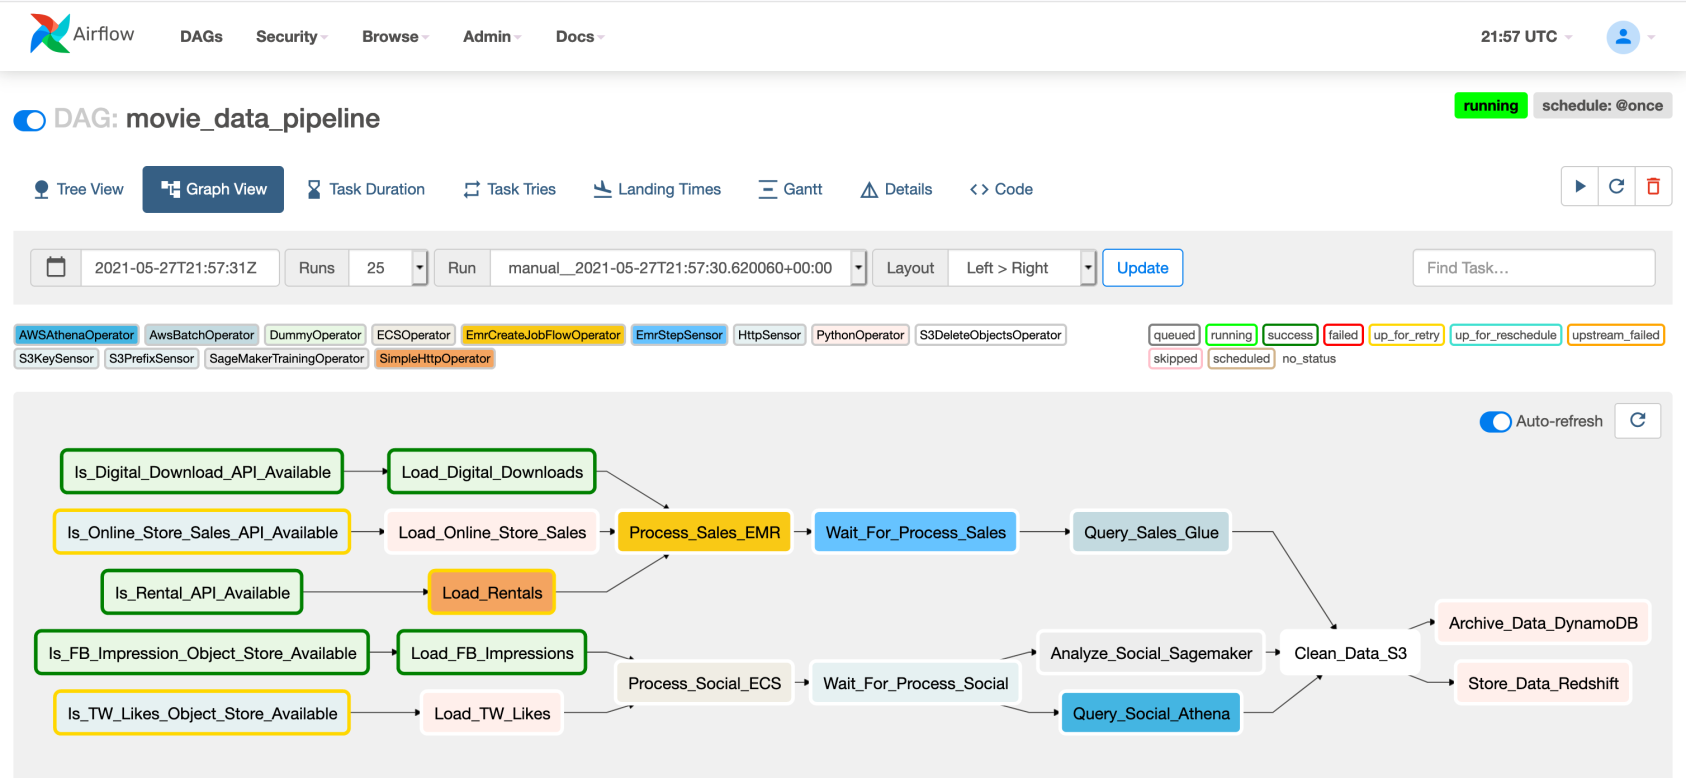 Airflow DAGs Security Browse Admin Docs 21:57 UTC
DAG: movie_data_pipeline
running schedule: @once
Tree View Graph View Task Duration Task Tries Landing Times Gantt Details <> Code
2021-05-27T21:57:31Z Runs 25 Run manual__2021-05-27T21:57:30.620060+00:00 Layout Left > Right Update Find Task...
AWSAthenaOperator AwsBatchOperator DummyOperator ECSOperator EmrCreateJobFlowOperator EmrStepSensor HttpSensor PythonOperator S3DeleteObjectsOperator
S3KeySensor S3PrefixSensor SageMakerTrainingOperator SimpleHttpOperator
queued running success failed up_for_retry up_for_reschedule upstream_failed
skipped scheduled no_status
Auto-refresh
Is_Digital_Download_API_Available Load_Digital_Downloads
Is_Online_Store_Sales_API_Available Load_Online_Store_Sales Process_Sales_EMR Wait_For_Process_Sales Query_Sales_Glue
Is_Rental_API_Available Load_Rentals
Archive_Data_DynamoDB
Is_FB_Impression_Object_Store_Available Load_FB_Impressions Analyze_Social_Sagemaker Clean_Data_S3
Process_Social_ECS Wait_For_Process_Social Store_Data_Redshift
Is_TW_Likes_Object_Store_Available Load_TW_Likes Query_Social_Athena